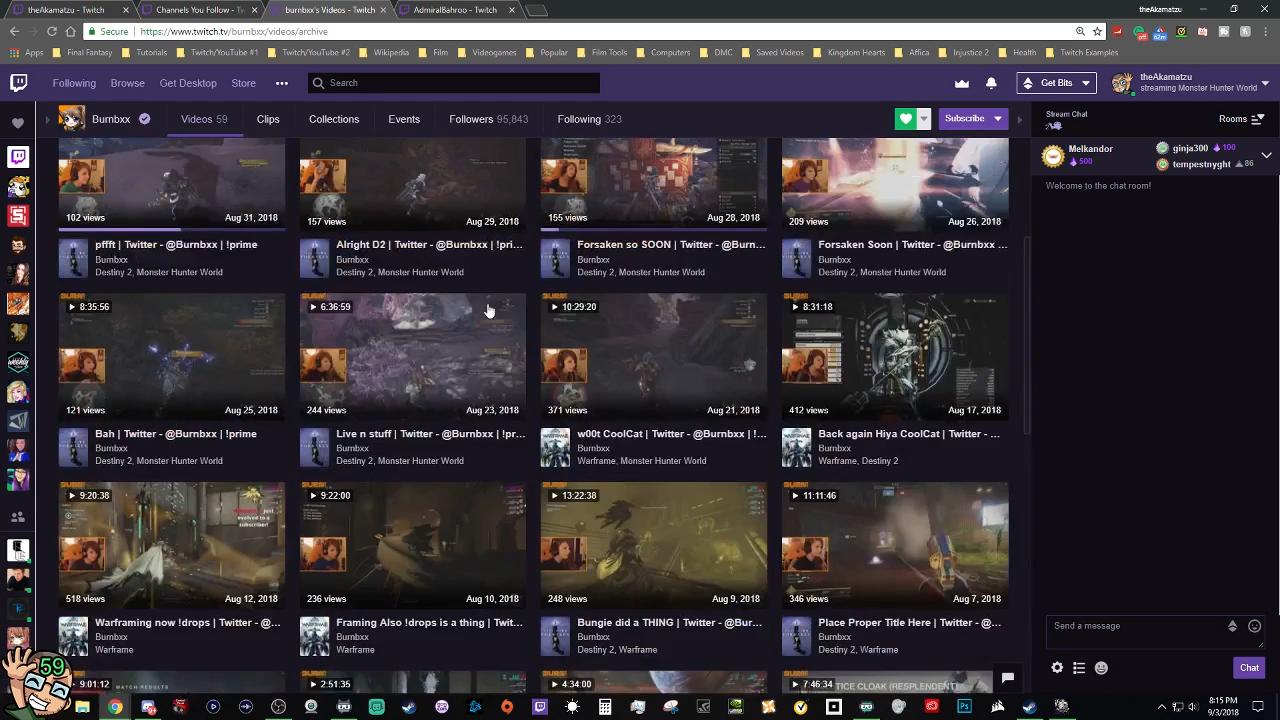 theAkamatzu - Twitch
Channels You Follow - Tw
burnbxx's Videos - Twitch
AdmiralBahroo - Twitch
theAkamatzu
Secure
https://www.twitch.tv/burnbxx/videos/archive
Apps Final Fantasy Tutorials Twitch/YouTube #1 Twitch/YouTube #2 Wikipedia Film Videogames Popular Film Tools Computers DMC Saved Videos Kingdom Hearts Affica Injustice 2 Health Twitch Examples
Following Browse Get Desktop Store ••• Search Get Bits
theAkamatzu
streaming Monster Hunter World
Burnbxx Videos 59 Clips Collections Events Followers 95,843 Following 323 Subscribe
Stream Chat
Rooms
Melkandor
500
ginja300 100
tempestnyght 86
Welcome to the chat room!
102 views Aug 31, 2018
157 views Aug 29, 2018
155 views Aug 28, 2018
209 views Aug 26, 2018
pffft | Twitter - @Burnbxx | !prime
Burnbxx
Destiny 2, Monster Hunter World
Alright D2 | Twitter - @Burnbxx | !pri...
Burnbxx
Destiny 2, Monster Hunter World
Forsaken so SOON | Twitter - @Burn...
Burnbxx
Destiny 2, Monster Hunter World
Forsaken Soon | Twitter - @Burnbxx ...
Burnbxx
Destiny 2, Monster Hunter World
8:35:56
121 views Aug 25, 2018
6:36:59
244 views Aug 23, 2018
10:29:20
371 views Aug 21, 2018
8:31:18
412 views Aug 17, 2018
Bah | Twitter - @Burnbxx | !prime
Burnbxx
Destiny 2, Monster Hunter World
Live n stuff | Twitter - @Burnbxx | !pr...
Burnbxx
Destiny 2, Monster Hunter World
w00t CoolCat | Twitter - @Burnbxx | !...
Burnbxx
Warframe, Monster Hunter World
Back again Hiya CoolCat | Twitter - ...
Burnbxx
Warframe, Destiny 2
9:20:38
just
evolved to a
subscriber!
518 views Aug 12, 2018
9:22:00
236 views Aug 10, 2018
13:22:38
248 views Aug 9, 2018
11:11:46
346 views Aug 7, 2018
Warframing now !drops | Twitter - @...
Burnbxx
Warframe
Framing Also !drops is a thing | Twitt...
Burnbxx
Warframe
Bungie did a THING | Twitter - @Bur...
Burnbxx
Destiny 2, Warframe
Place Proper Title Here | Twitter - @...
Burnbxx
Destiny 2, Warframe
9:01:12
MATCH RESULTS
2:51:35
4:34:00
7:46:34
TICE CLOAK (RESPLENDENT)
Send a message
Chat
59
8:15 PM
9/3/2018